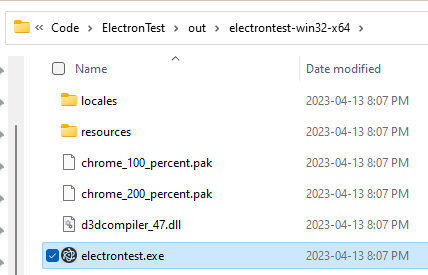 « Code > ElectronTest > out > electrontest-win32-x64 >
Name Date modified
locales 2023-04-13 8:07 PM
resources 2023-04-13 8:07 PM
chrome_100_percent.pak 2023-04-13 8:07 PM
chrome_200_percent.pak 2023-04-13 8:07 PM
d3dcompiler_47.dll 2023-04-13 8:07 PM
electrontest.exe 2023-04-13 8:07 PM